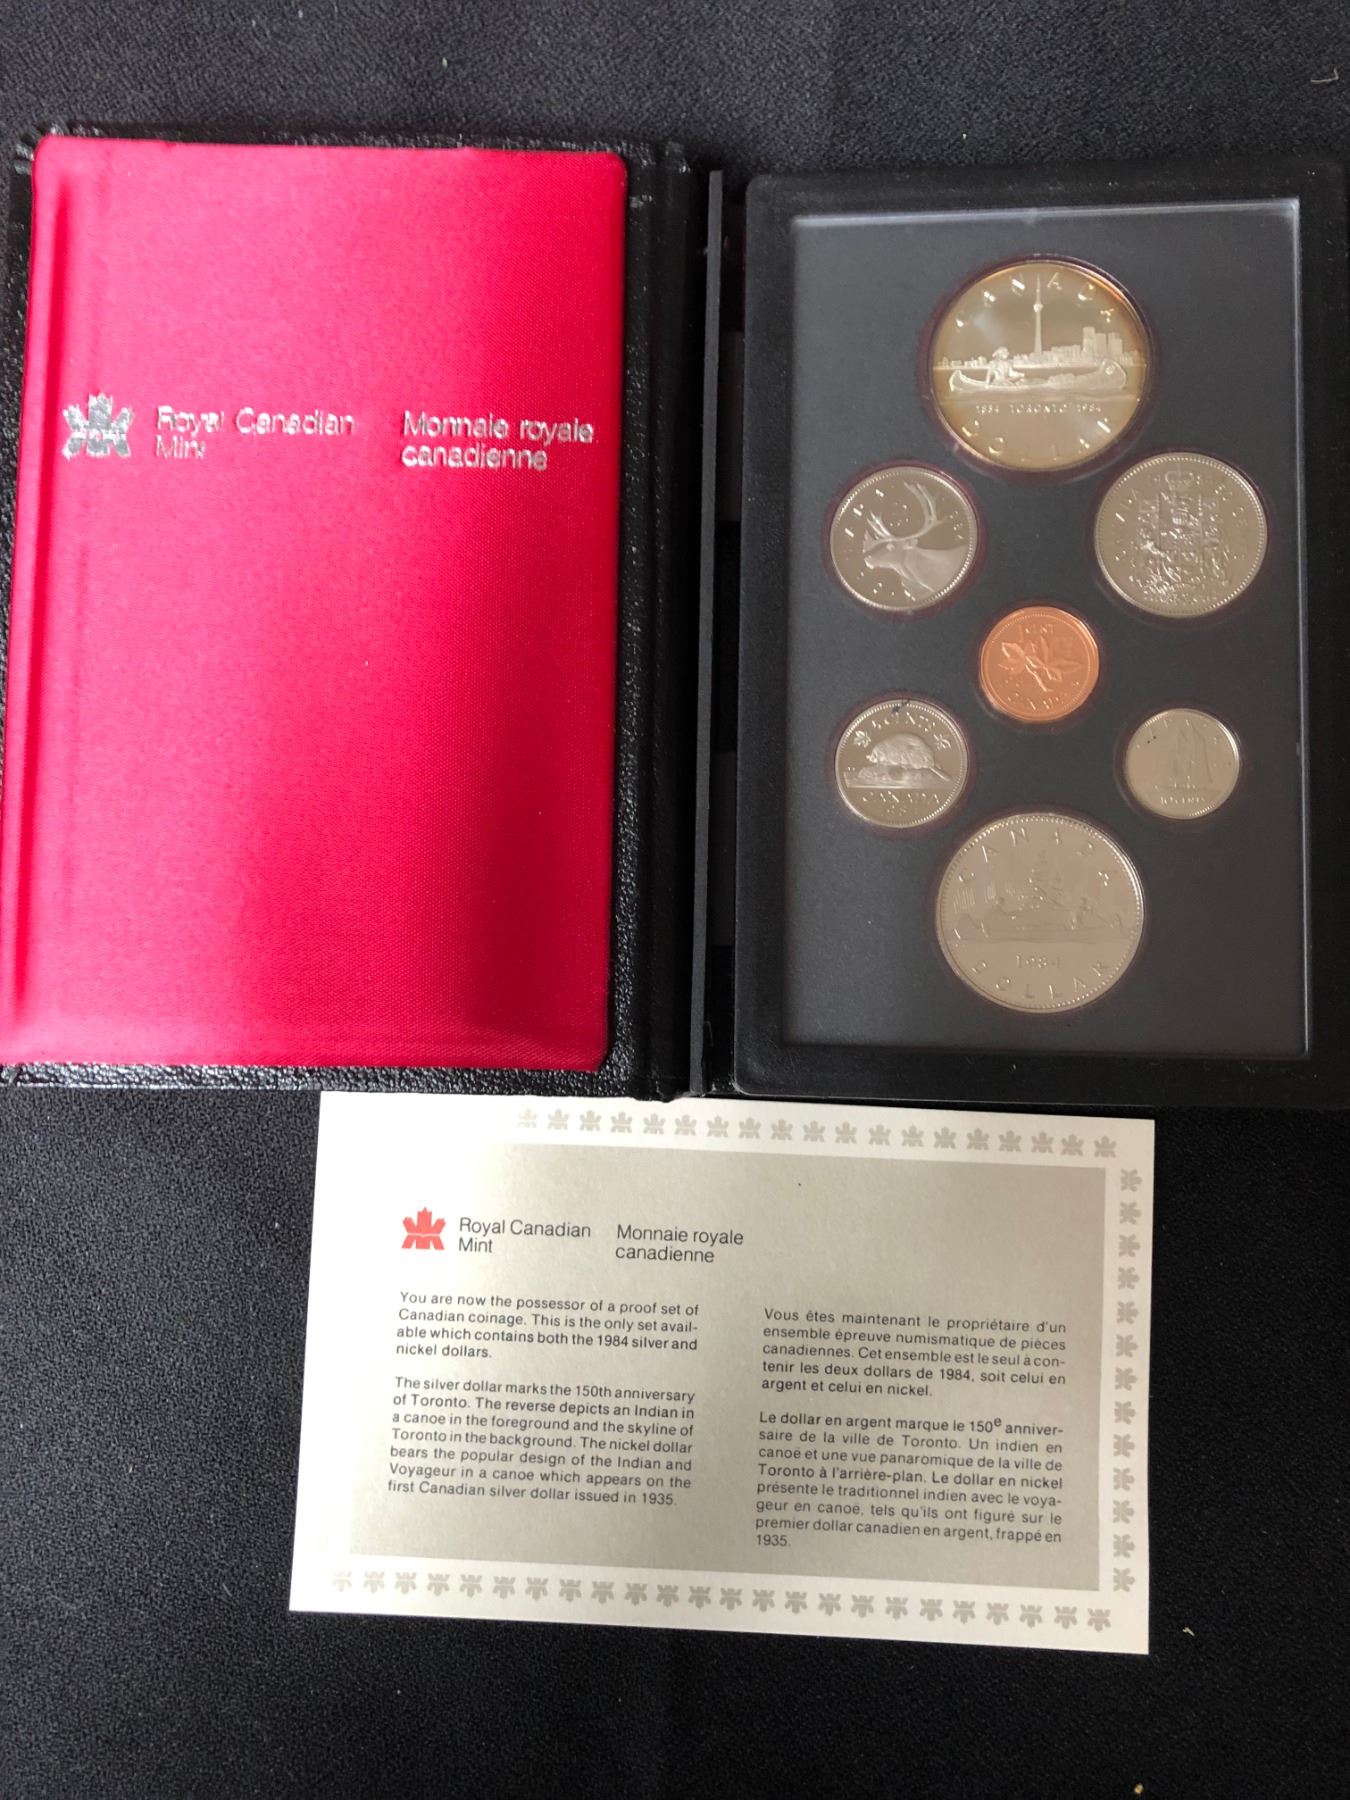 Royal Canadian
Mint
Monnaie royale
canadienne
CANADA
1834 TORONTO 1984
DOLLAR
5 CENTS
CANADA
CANADA
CANADA
1984
DOLLAR
Royal Canadian
Mint
Monnaie royale
canadienne
You are now the possessor of a proof set of
Canadian coinage. This is the only set avail-
able which contains both the 1984 silver and
nickel dollars.
The silver dollar marks the 150th anniversary
of Toronto. The reverse depicts an Indian in
a canoe in the foreground and the skyline of
Toronto in the background. The nickel dollar
bears the popular design of the Indian and
Voyageur in a canoe which appears on the
first Canadian silver dollar issued in 1935.
Vous êtes maintenant le propriétaire d'un
ensemble épreuve numismatique de pièces
canadiennes. Cet ensemble est le seul à con-
tenir les deux dollars de 1984, soit celui en
argent et celui en nickel.
Le dollar en argent marque le 150e anniver-
saire de la ville de Toronto. Un indien en
canoë et une vue panaromique de la ville de
Toronto à l'arrière-plan. Le dollar en nickel
présente le traditionnel indien avec le voya-
geur en canoë, tels qu'ils ont figuré sur le
premier dollar canadien en argent, frappé en
1935.